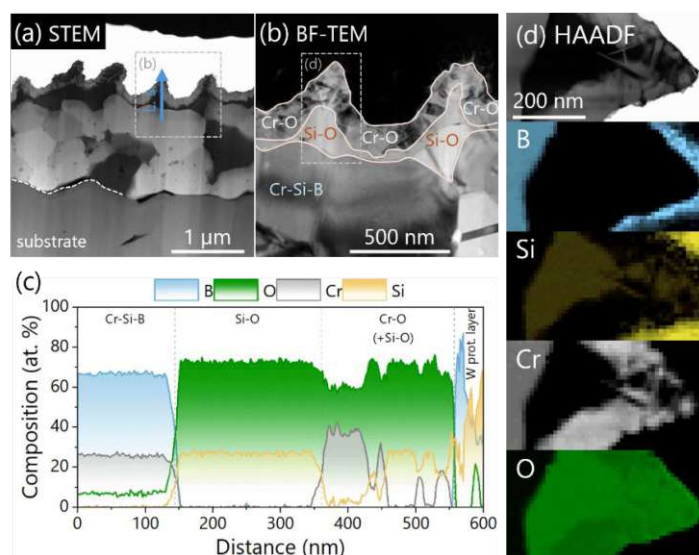 (a) STEM
(b)
substrate
1 µm
(b) BF-TEM
(d)
Cr-O
Si-O
Cr-O
Si-O
Cr-O
Cr-Si-B
500 nm
(d) HAADF
200 nm
B
Si
Cr
O
(c)
B O Cr Si
Cr-Si-B
Si-O
Cr-O
(+Si-O)
W prot. layer
Composition (at. %)
100
80
60
40
20
0
0 100 200 300 400 500 600
Distance (nm)